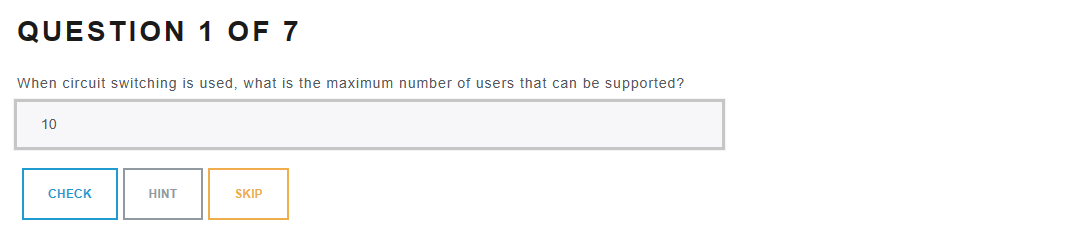 QUESTION 1 OF 7
When circuit switching is used, what is the maximum number of users that can be supported?
10
CHECK HINT SKIP